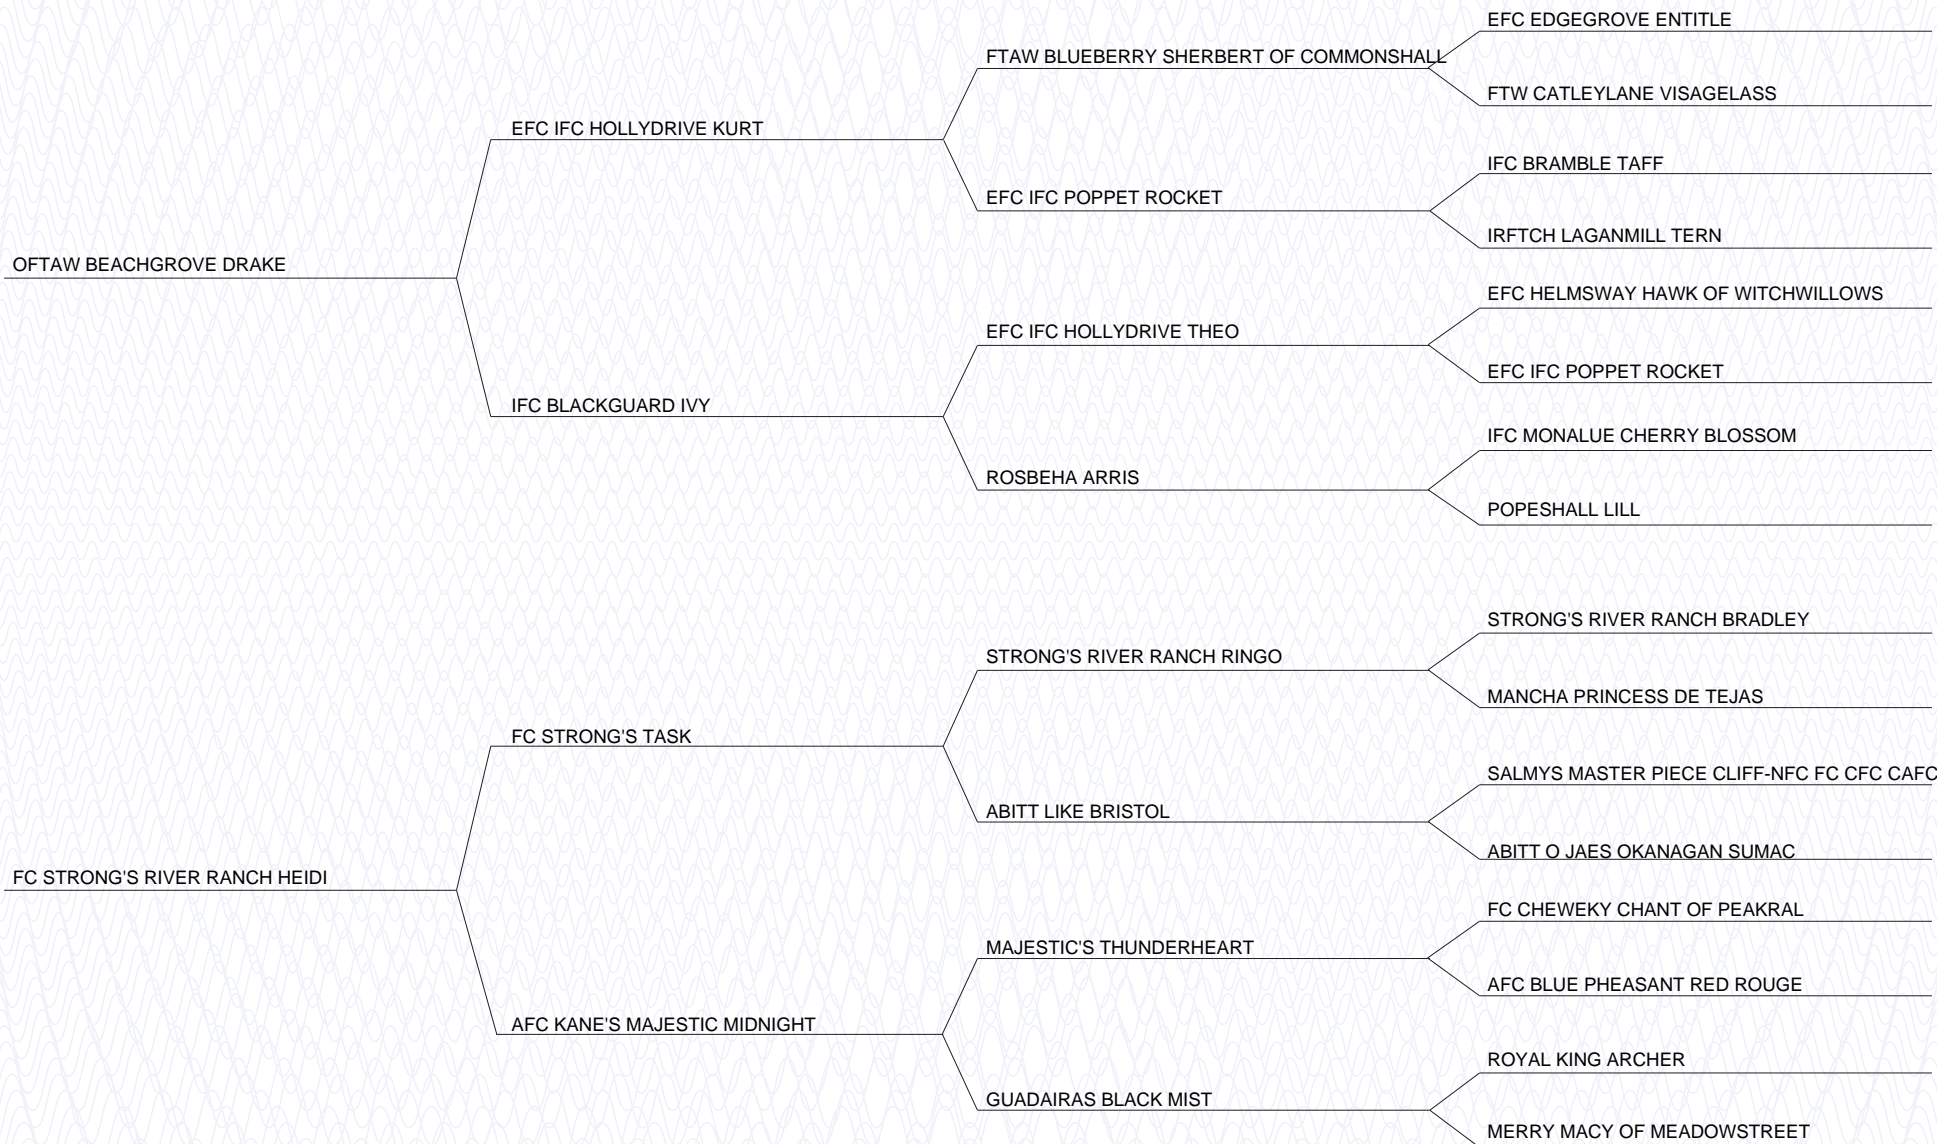 EFC EDGEGROVE ENTITLE
FTAW BLUEBERRY SHERBERT OF COMMONSHALL
FTW CATLEYLANE VISAGELASS
EFC IFC HOLLYDRIVE KURT
IFC BRAMBLE TAFF
EFC IFC POPPET ROCKET
IRFTCH LAGANMILL TERN
OFTAW BEACHGROVE DRAKE
EFC HELMSWAY HAWK OF WITCHWILLOWS
EFC IFC HOLLYDRIVE THEO
EFC IFC POPPET ROCKET
IFC BLACKGUARD IVY
IFC MONALUE CHERRY BLOSSOM
ROSBEHA ARRIS
POPESHALL LILL
STRONG'S RIVER RANCH BRADLEY
STRONG'S RIVER RANCH RINGO
MANCHA PRINCESS DE TEJAS
FC STRONG'S TASK
SALMYS MASTER PIECE CLIFF-NFC FC CFC CAFC
ABITT LIKE BRISTOL
ABITT O JAES OKANAGAN SUMAC
FC STRONG'S RIVER RANCH HEIDI
FC CHEWEKY CHANT OF PEAKRAL
MAJESTIC'S THUNDERHEART
AFC BLUE PHEASANT RED ROUGE
AFC KANE'S MAJESTIC MIDNIGHT
ROYAL KING ARCHER
GUADAIRAS BLACK MIST
MERRY MACY OF MEADOWSTREET